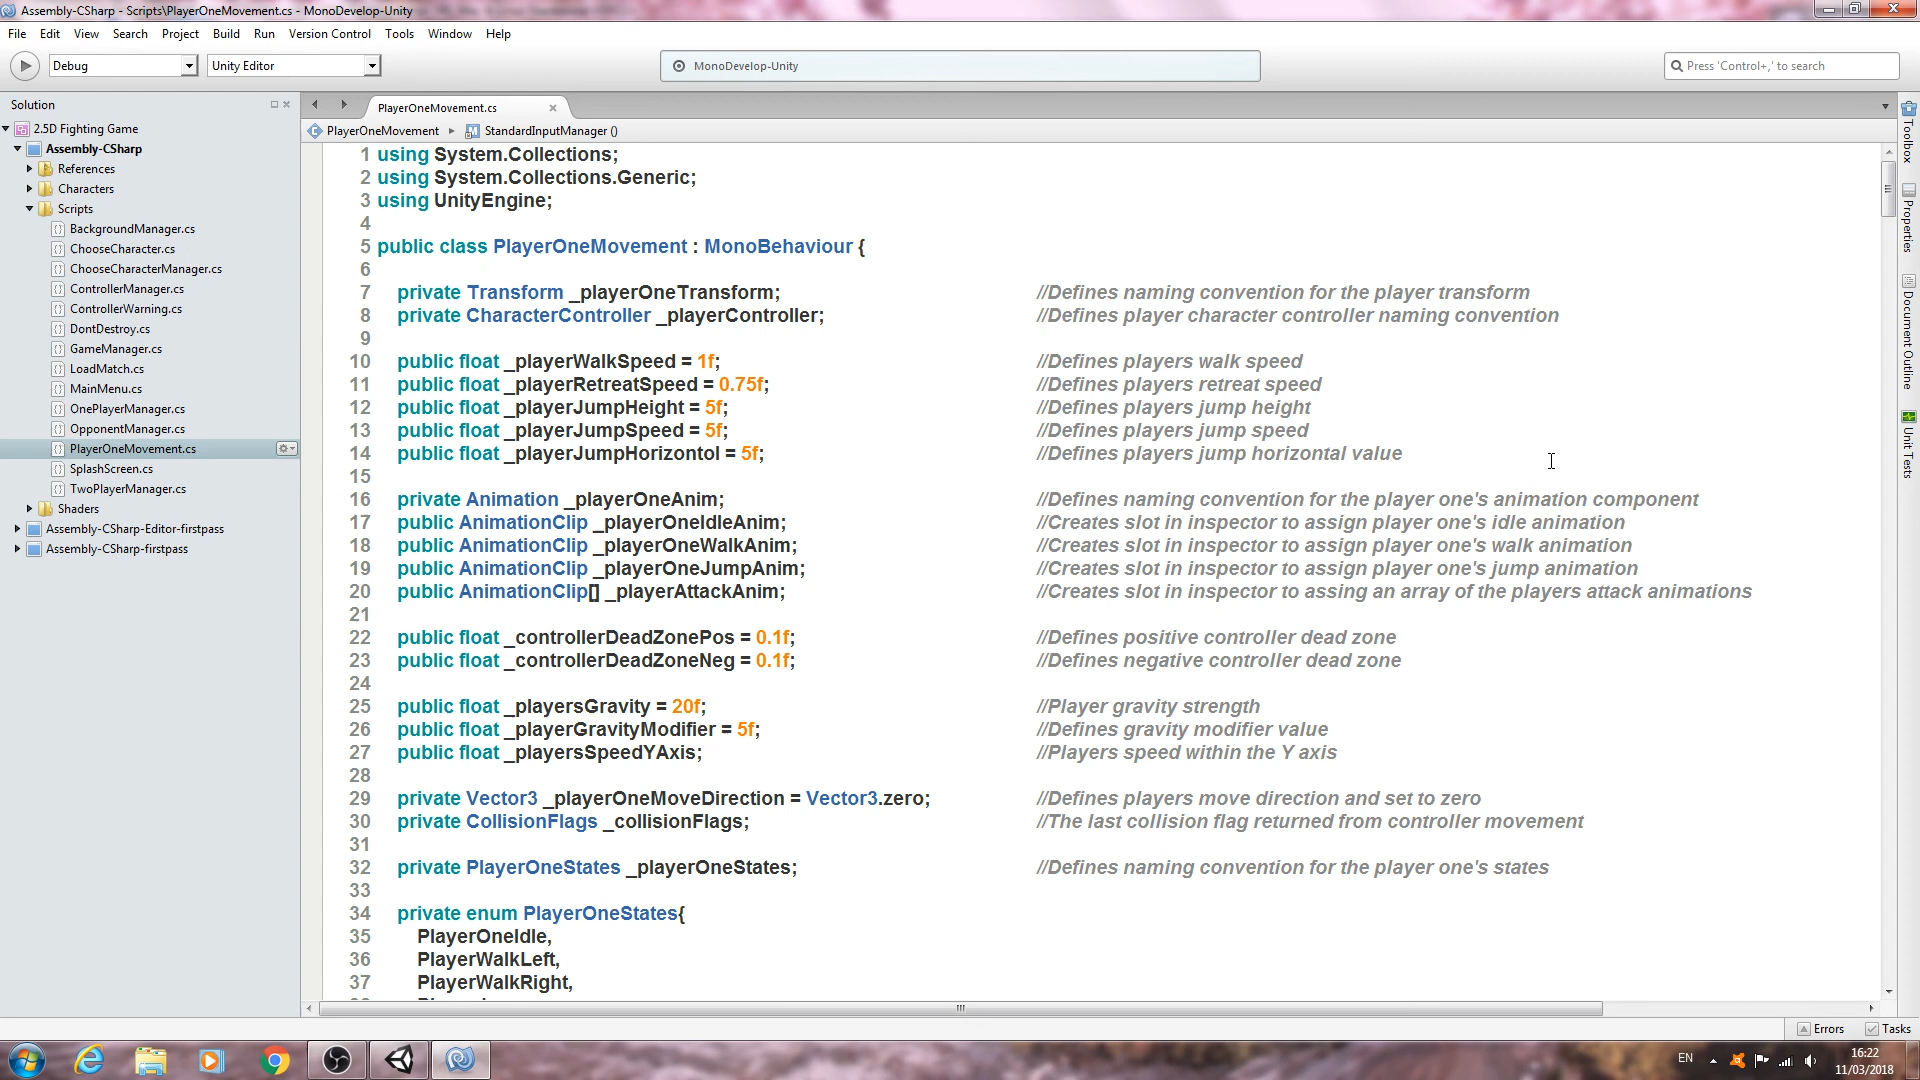 Assembly-CSharp - Scripts\PlayerOneMovement.cs - MonoDevelop-Unity
File Edit View Search Project Build Run Version Control Tools Window Help
Debug Unity Editor MonoDevelop-Unity Press 'Control+,' to search
Solution
2.5D Fighting Game
Assembly-CSharp
References
Characters
Scripts
BackgroundManager.cs
ChooseCharacter.cs
ChooseCharacterManager.cs
ControllerManager.cs
ControllerWarning.cs
DontDestroy.cs
GameManager.cs
LoadMatch.cs
MainMenu.cs
OnePlayerManager.cs
OpponentManager.cs
PlayerOneMovement.cs
SplashScreen.cs
TwoPlayerManager.cs
Shaders
Assembly-CSharp-Editor-firstpass
Assembly-CSharp-firstpass
PlayerOneMovement.cs
PlayerOneMovement StandardInputManager ()
1 using System.Collections;
2 using System.Collections.Generic;
3 using UnityEngine;
4
5 public class PlayerOneMovement : MonoBehaviour {
6
7 private Transform _playerOneTransform; //Defines naming convention for the player transform
8 private CharacterController _playerController; //Defines player character controller naming convention
9
10 public float _playerWalkSpeed = 1f; //Defines players walk speed
11 public float _playerRetreatSpeed = 0.75f; //Defines players retreat speed
12 public float _playerJumpHeight = 5f; //Defines players jump height
13 public float _playerJumpSpeed = 5f; //Defines players jump speed
14 public float _playerJumpHorizontol = 5f; //Defines players jump horizontal value
15
16 private Animation _playerOneAnim; //Defines naming convention for the player one's animation component
17 public AnimationClip _playerOneIdleAnim; //Creates slot in inspector to assign player one's idle animation
18 public AnimationClip _playerOneWalkAnim; //Creates slot in inspector to assign player one's walk animation
19 public AnimationClip _playerOneJumpAnim; //Creates slot in inspector to assign player one's jump animation
20 public AnimationClip[] _playerAttackAnim; //Creates slot in inspector to assing an array of the players attack animations
21
22 public float _controllerDeadZonePos = 0.1f; //Defines positive controller dead zone
23 public float _controllerDeadZoneNeg = 0.1f; //Defines negative controller dead zone
24
25 public float _playersGravity = 20f; //Player gravity strength
26 public float _playerGravityModifier = 5f; //Defines gravity modifier value
27 public float _playersSpeedYAxis; //Players speed within the Y axis
28
29 private Vector3 _playerOneMoveDirection = Vector3.zero; //Defines players move direction and set to zero
30 private CollisionFlags _collisionFlags; //The last collision flag returned from controller movement
31
32 private PlayerOneStates _playerOneStates; //Defines naming convention for the player one's states
33
34 private enum PlayerOneStates{
35 PlayerOneIdle,
36 PlayerWalkLeft,
37 PlayerWalkRight,
Toolbox
Properties
Document Outline
Unit Tests
Errors Tasks
EN
16:22
11/03/2018